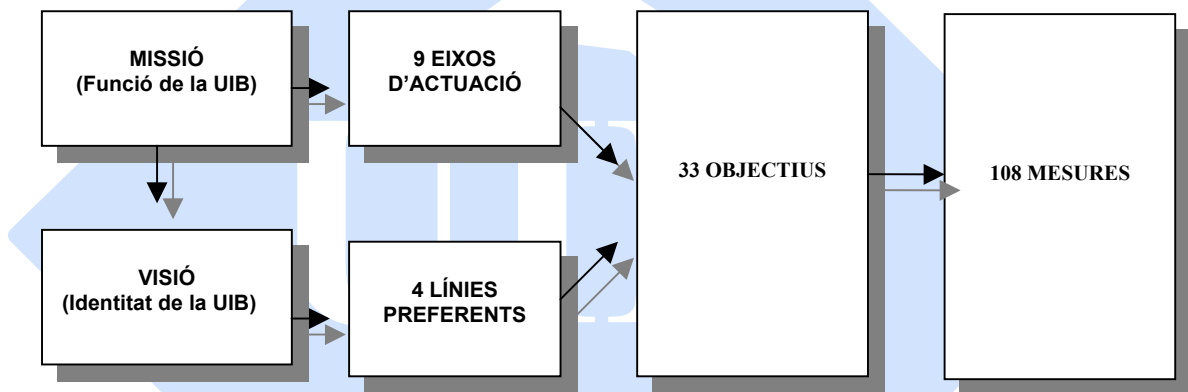 MISSIÓ
(Funció de la UIB)
9 EIXOS
D'ACTUACIÓ
33 OBJECTIUS
108 MESURES
VISIÓ
(Identitat de la UIB)
4 LÍNIES
PREFERENTS